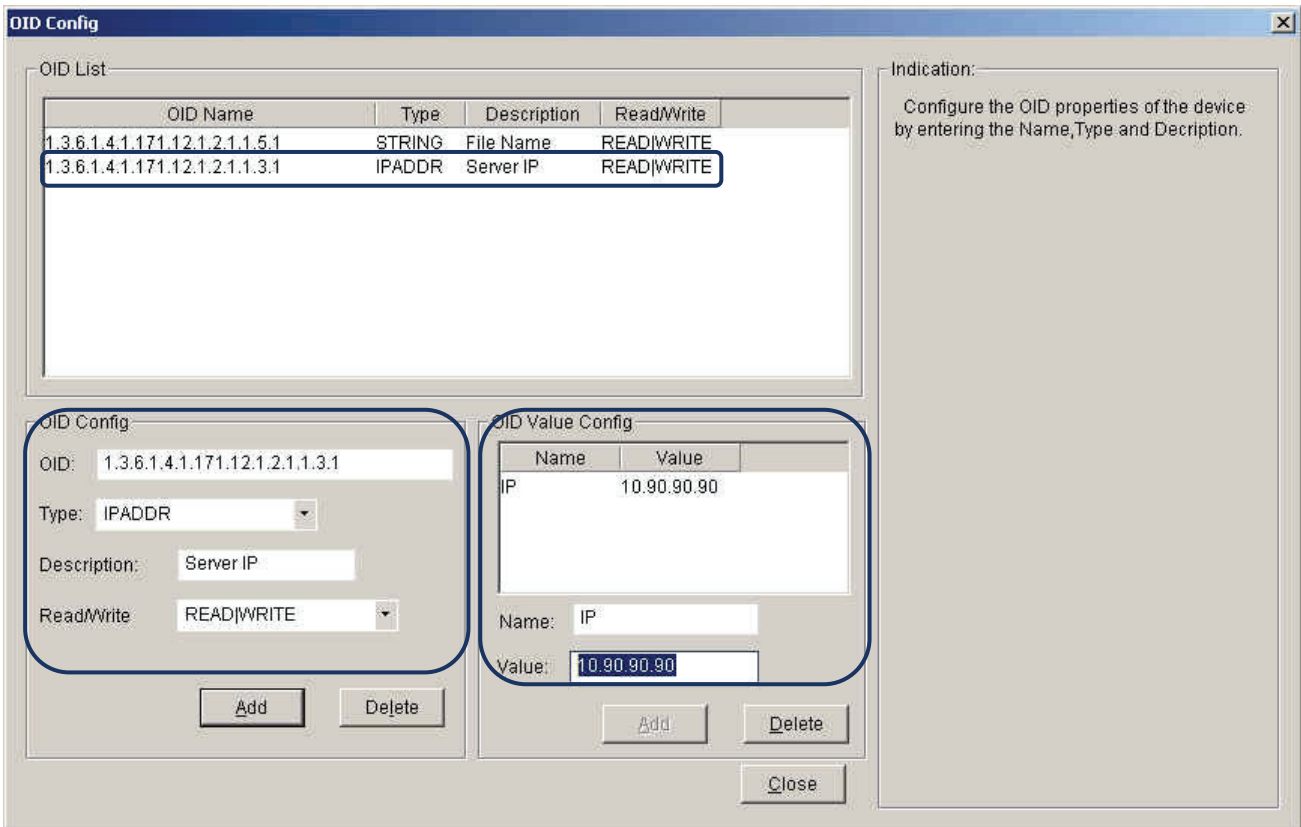 OID Config
OID List
OID Name Type Description Read/Write
1.3.6.1.4.1.171.12.1.2.1.1.5.1 STRING File Name READ|WRITE
1.3.6.1.4.1.171.12.1.2.1.1.3.1 IPADDR Server IP READ|WRITE
Indication:
Configure the OID properties of the device
by entering the Name,Type and Decription.
OID Config
OID: 1.3.6.1.4.1.171.12.1.2.1.1.3.1
Type: IPADDR
Description: Server IP
Read/Write READ|WRITE
Add Delete
OID Value Config
Name Value
IP 10.90.90.90
Name: IP
Value: 10.90.90.90
Add Delete
Close